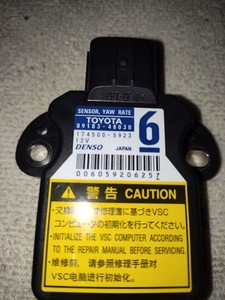 SENSOR, YAW RATE
TOYOTA
89183-48030
174500-5923
12V
DENSO JAPAN
6
006059206257
警告 CAUTION
・交換 修理書に基づきVSC
コンピュータの初期化を行ってください。
・INITIALIZE THE VSC COMPUTER ACCORDING
TO THE REPAIR MANUAL BEFORE SERVICING.
・维修前，请参照修理手册对
VSC电脑进行初始化。